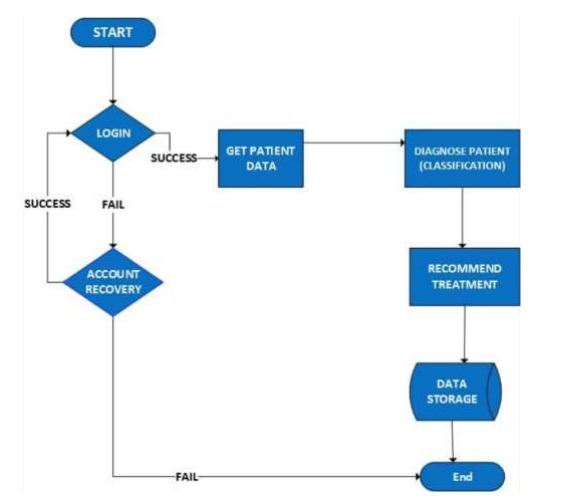 START
LOGIN
SUCCESS
GET PATIENT
DATA
DIAGNOSE PATIENT
(CLASSIFICATION)
SUCCESS
FAIL
ACCOUNT
RECOVERY
RECOMMEND
TREATMENT
DATA
STORAGE
FAIL
End